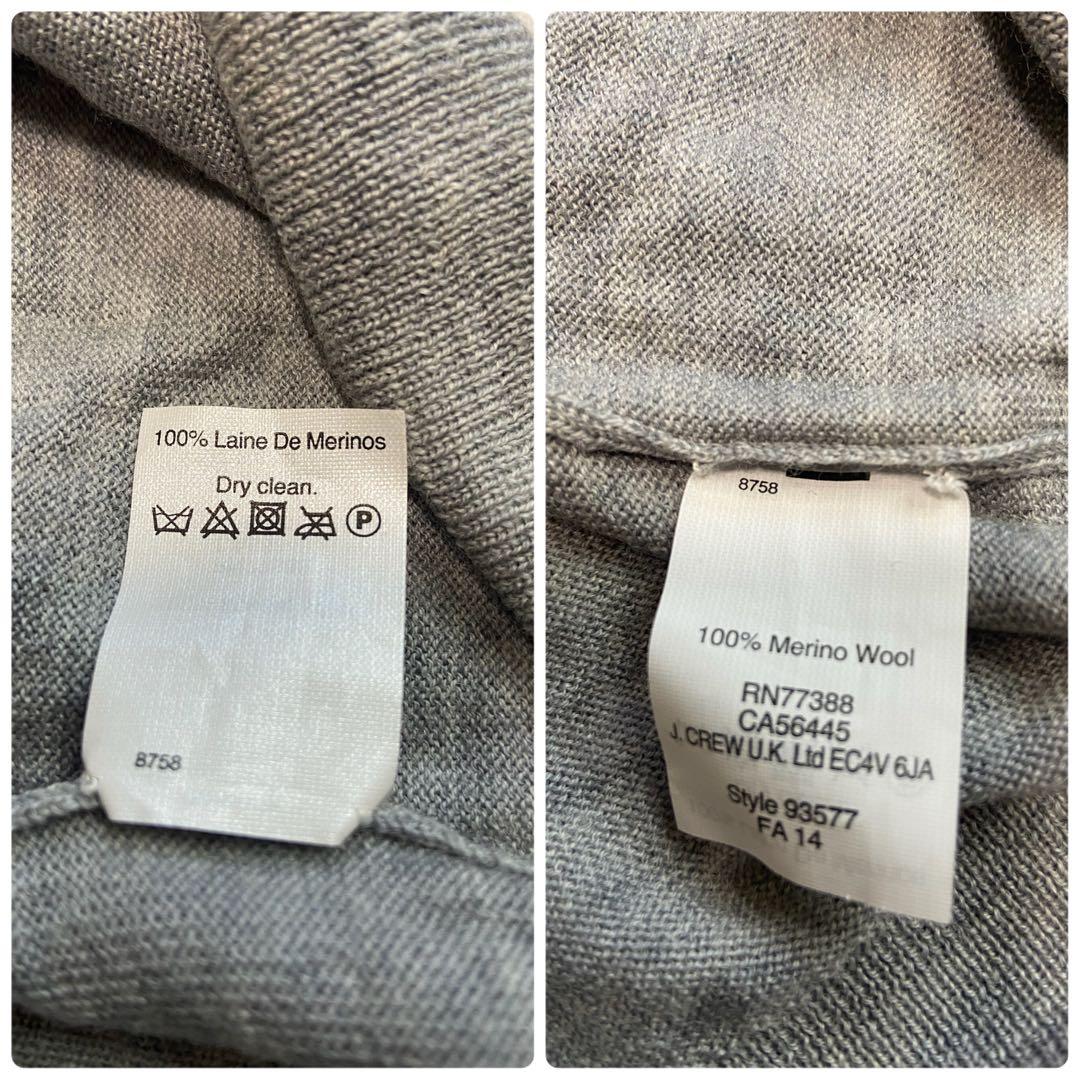 100% Laine De Merinos
Dry clean.
P
8758
8758
100% Merino Wool
RN77388
CA56445
J. CREW U.K. Ltd EC4V 6JA
Style 93577
FA 14